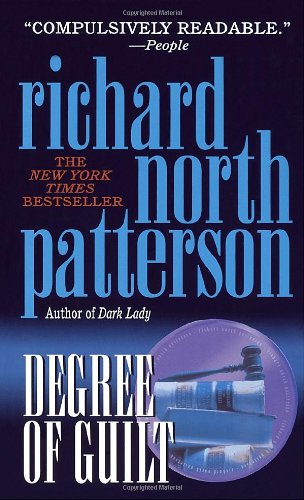 “COMPULSIVELY READABLE.”
—People
richard
THE
NEW YORK
TIMES
BESTSELLER
north
patterson
Author of Dark Lady
DEGREE
OF GUILT